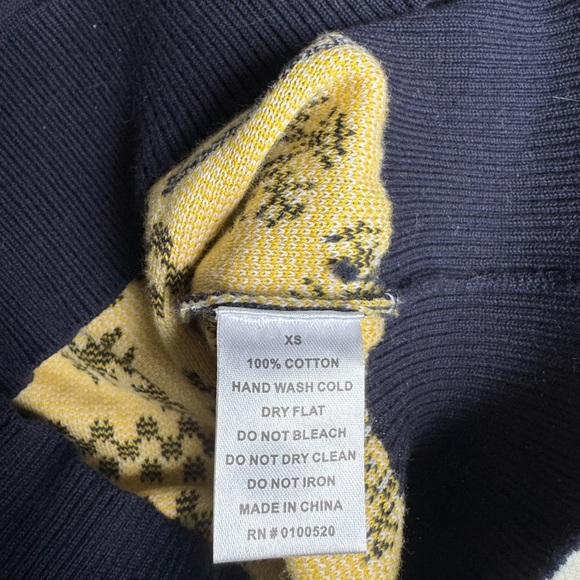 XS
100% COTTON
HAND WASH COLD
DRY FLAT
DO NOT BLEACH
DO NOT DRY CLEAN
DO NOT IRON
MADE IN CHINA
RN # 0100520